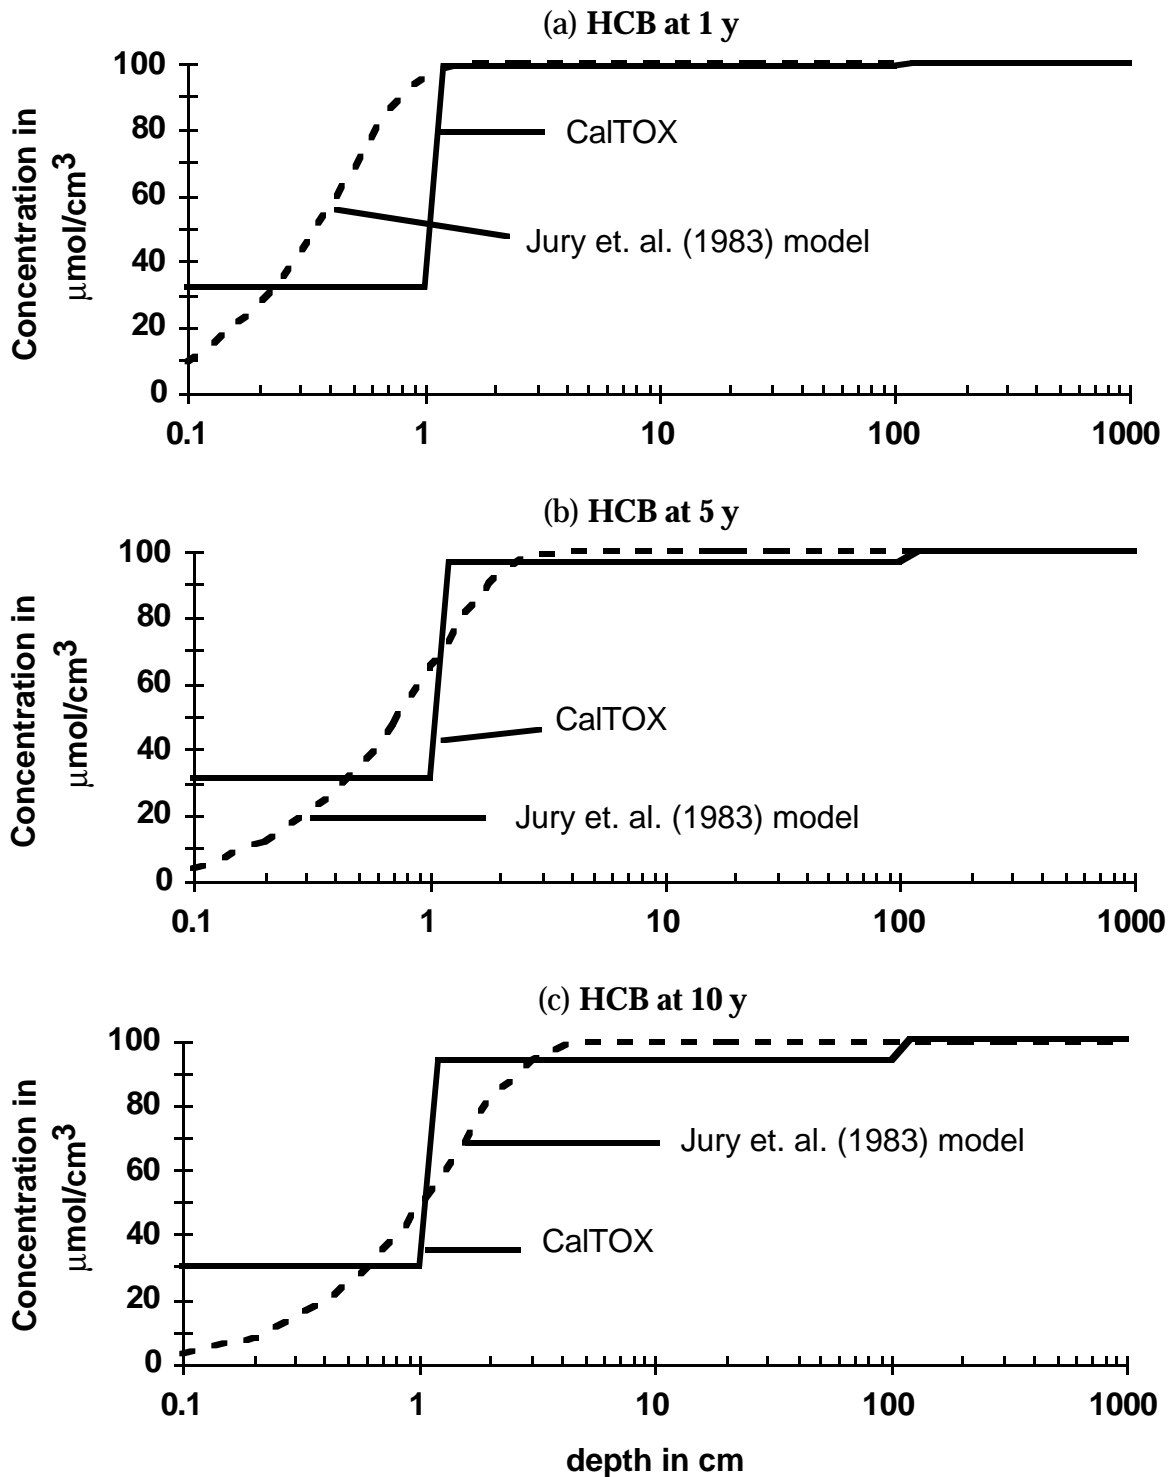 (a) HCB at 1 y
Concentration in
µmol/cm³
100
80
60
40
20
0
CalTOX
Jury et. al. (1983) model
0.1 1 10 100 1000
(b) HCB at 5 y
Concentration in
µmol/cm³
100
80
60
40
20
0
CalTOX
Jury et. al. (1983) model
0.1 1 10 100 1000
(c) HCB at 10 y
Concentration in
µmol/cm³
100
80
60
40
20
0
Jury et. al. (1983) model
CalTOX
0.1 1 10 100 1000
depth in cm